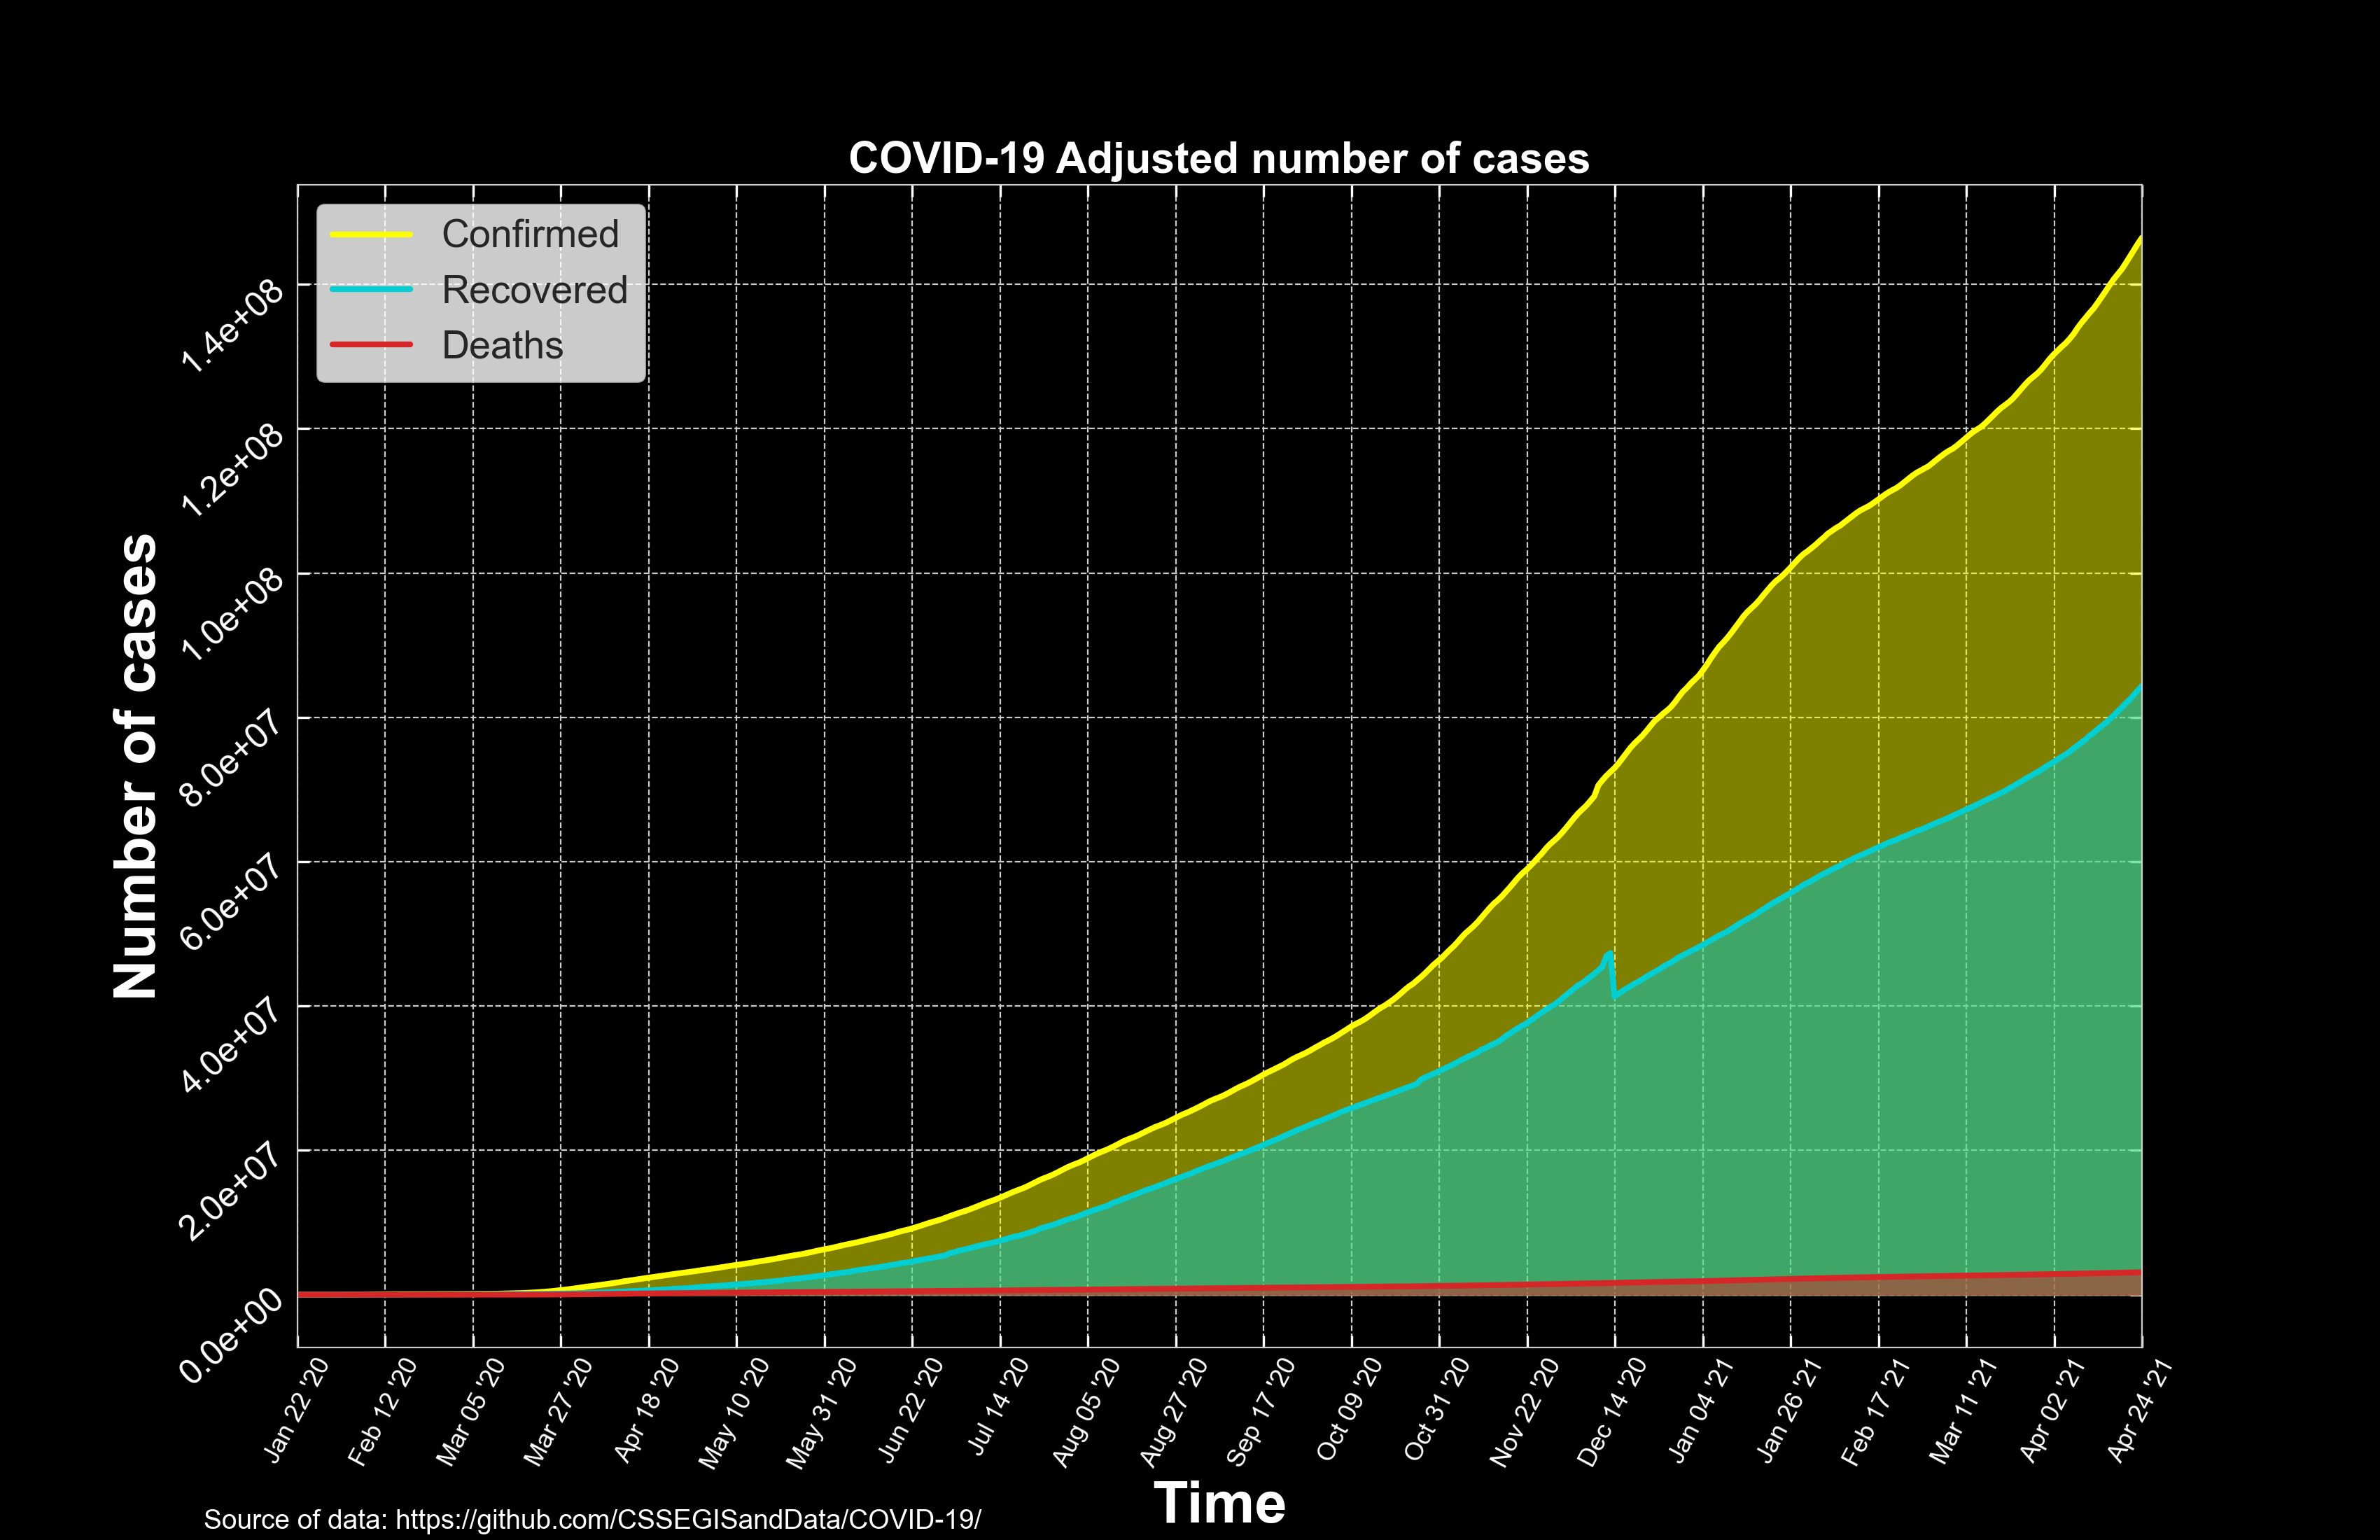 COVID-19 Adjusted number of cases
Confirmed
Recovered
Deaths
Number of cases
1.4e+08
1.2e+08
1.0e+08
8.0e+07
6.0e+07
4.0e+07
2.0e+07
0.0e+00
Jan 22 '20
Feb 12 '20
Mar 05 '20
Mar 27 '20
Apr 18 '20
May 10 '20
May 31 '20
Jun 22 '20
Jul 14 '20
Aug 05 '20
Aug 27 '20
Sep 17 '20
Oct 09 '20
Oct 31 '20
Nov 22 '20
Dec 14 '20
Jan 04 '21
Jan 26 '21
Feb 17 '21
Mar 11 '21
Apr 02 '21
Apr 24 '21
Time
Source of data: https://github.com/CSSEGISandData/COVID-19/